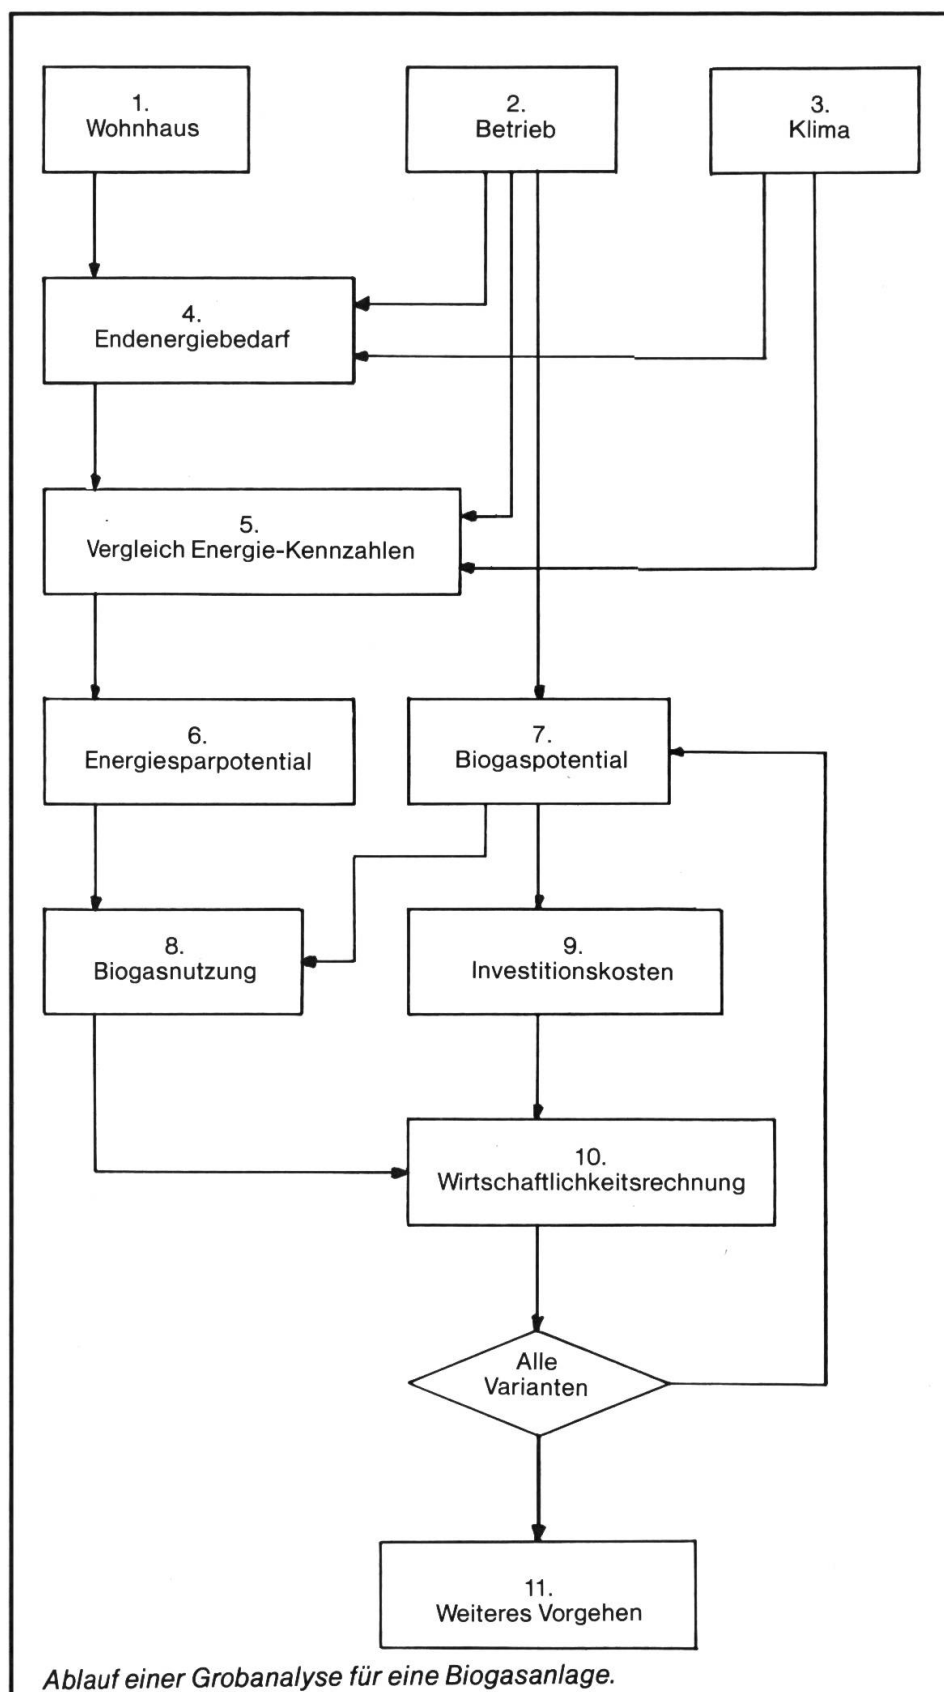 1.
Wohnhaus
2.
Betrieb
3.
Klima
4.
Endenergiebedarf
5.
Vergleich Energie-Kennzahlen
6.
Energiesparpotential
7.
Biogaspotential
8.
Biogasnutzung
9.
Investitionskosten
10.
Wirtschaftlichkeitsrechnung
Alle
Varianten
11.
Weiteres Vorgehen
Ablauf einer Grobanalyse für eine Biogasanlage.